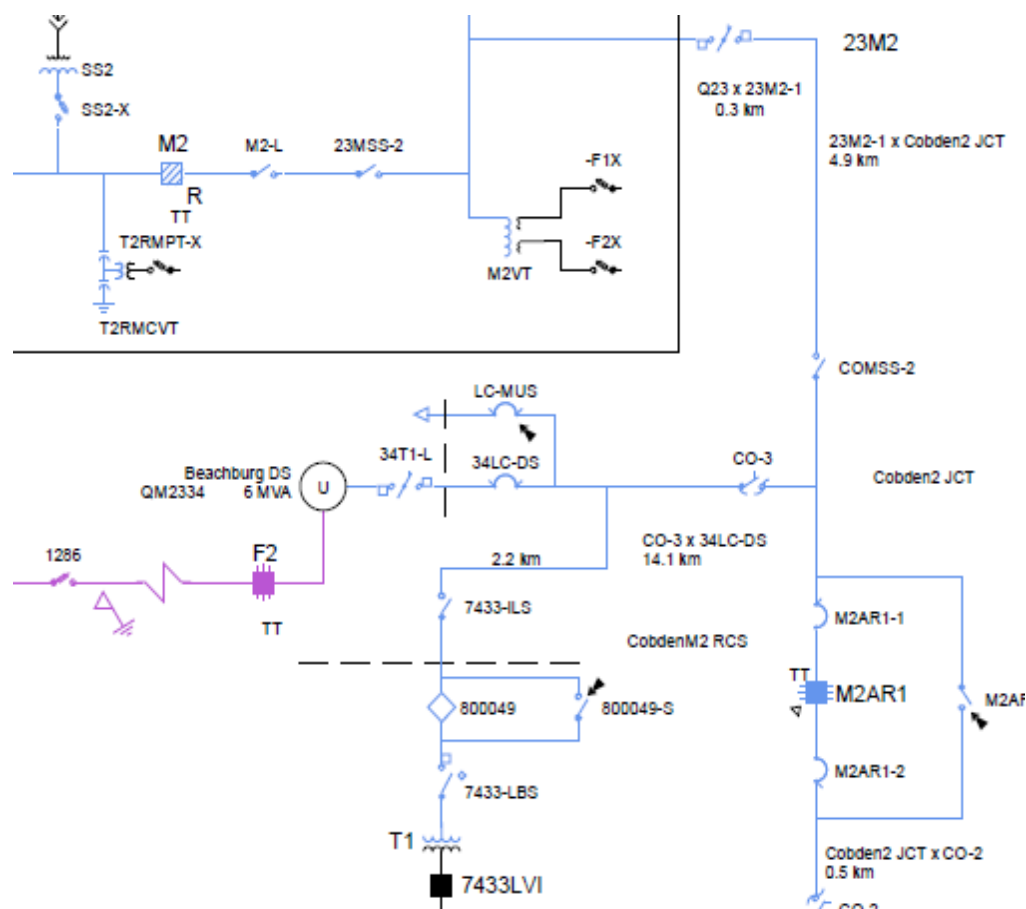 SS2
SS2-X
M2
M2-L
23MSS-2
R
TT
T2RMPT-X
T2RMCVT
-F1X
-F2X
M2VT
23M2
Q23 x 23M2-1
0.3 km
23M2-1 x Cobden2 JCT
4.9 km
COMSS-2
LC-MUS
34T1-L
34LC-DS
CO-3
Cobden2 JCT
Beachburg DS
QM2334 6 MVA
U
1286
F2
TT
2.2 km
CO-3 x 34LC-DS
14.1 km
7433-ILS
CobdenM2 RCS
M2AR1-1
TT
M2AR1
M2AR
800049
800049-S
7433-LBS
M2AR1-2
T1
7433LVI
Cobden2 JCT x CO-2
0.5 km